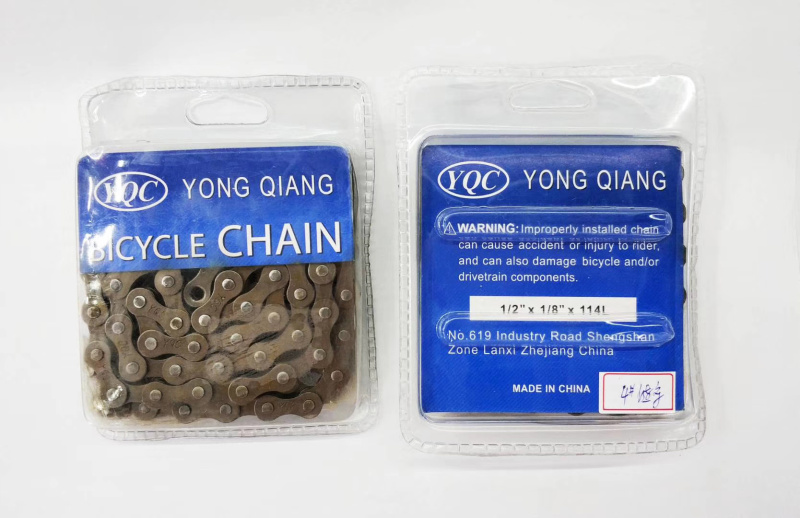 YQC YONG QIANG
BICYCLE CHAIN
YQC YONG QIANG
WARNING: Improperly installed chain
can cause accident or injury to rider,
and can also damage bicycle and/or
drivetrain components.
1/2" x 1/8" x 114L
No.619 Industry Road Shengshan
Zone Lanxi Zhejiang China
MADE IN CHINA
4#